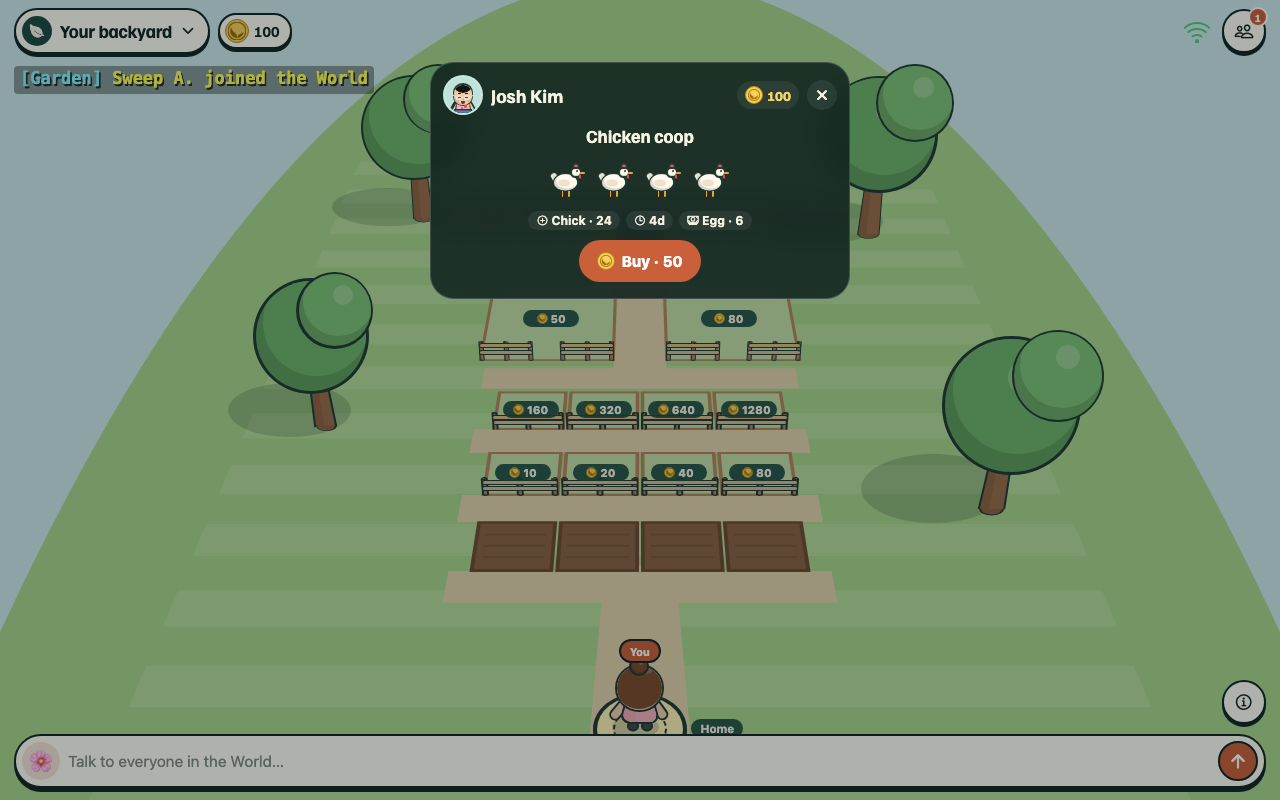 Your backyard
100
1
[Garden] Sweep A. joined the World
Josh Kim
100
Chicken coop
Chick · 24
4d
Egg · 6
Buy · 50
50
80
160
320
640
1280
10
20
40
80
You
Home
Talk to everyone in the World...